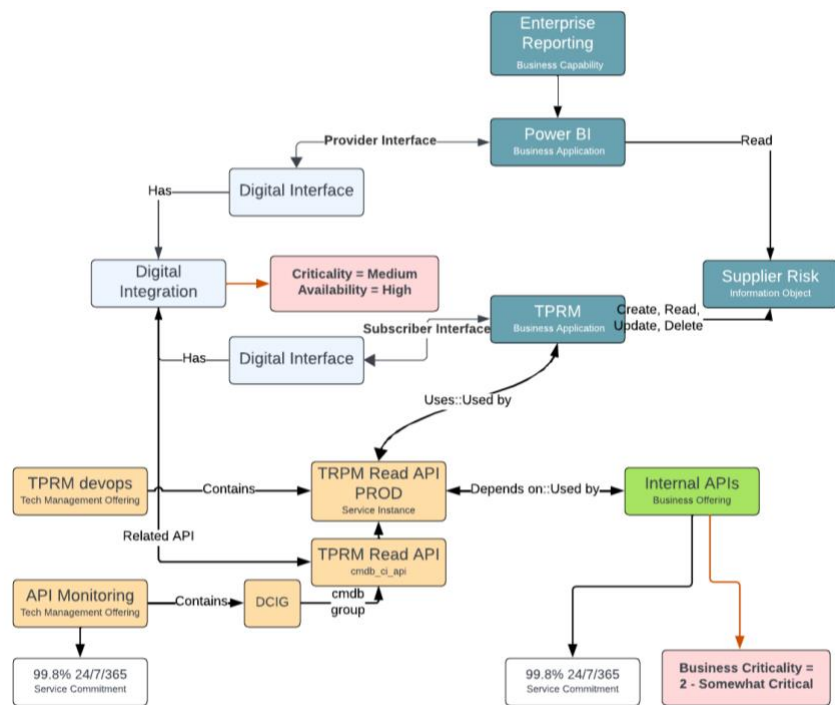 Enterprise
Reporting
Business Capability
Provider Interface
Power BI
Business Application
Read
Has
Digital Interface
Digital
Integration
Criticality = Medium
Availability = High
Supplier Risk
Information Object
TPRM
Business Application
Create, Read,
Update, Delete
Subscriber Interface
Has
Digital Interface
Uses::Used by
TPRM devops
Tech Management Offering
Contains
TRPM Read API
PROD
Service Instance
Depends on::Used by
Internal APIs
Business Offering
Related API
TPRM Read API
cmdb_ci_api
API Monitoring
Tech Management Offering
Contains
DCIG
cmdb
group
99.8% 24/7/365
Service Commitment
99.8% 24/7/365
Service Commitment
Business Criticality =
2 - Somewhat Critical